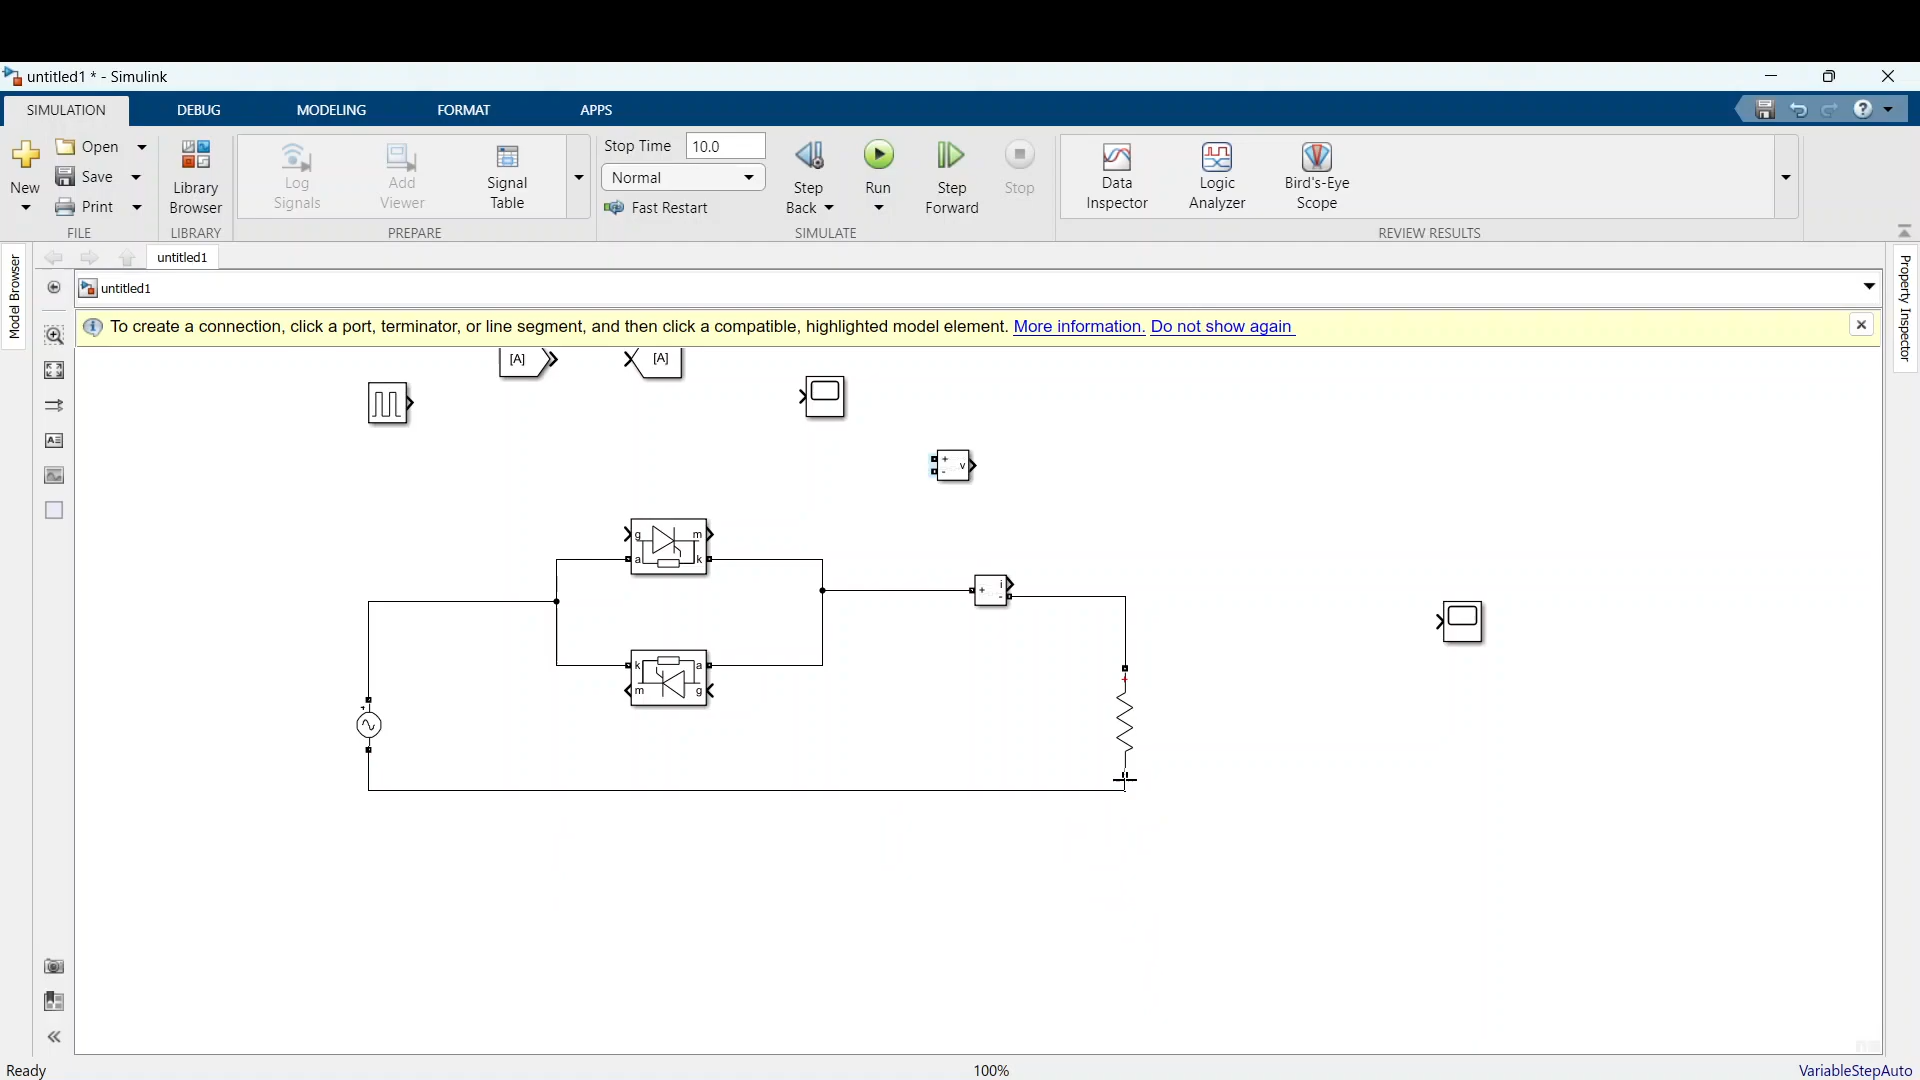 untitled1 * - Simulink
SIMULATION DEBUG MODELING FORMAT APPS
New
Open
Save
Print
FILE
Library
Browser
LIBRARY
Log
Signals
Add
Viewer
Signal
Table
PREPARE
Stop Time 10.0
Normal
Fast Restart
Step
Back
Run
Step
Forward
Stop
SIMULATE
Data
Inspector
Logic
Analyzer
Bird's-Eye
Scope
REVIEW RESULTS
Model Browser
untitled1
untitled1
Property Inspector
To create a connection, click a port, terminator, or line segment, and then click a compatible, highlighted model element. More information. Do not show again
[A] [A]
+ v
-
g m
a k
+ i
-
k a
m g
+
+
Ready 100% VariableStepAuto